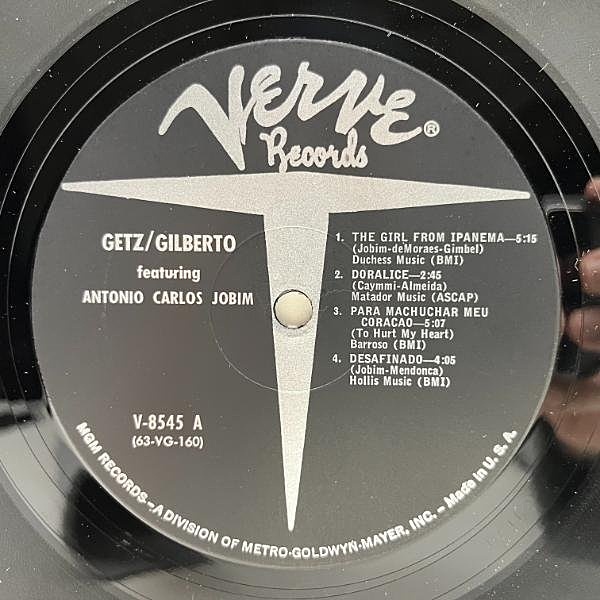 Verve®
Records
GETZ/GILBERTO
featuring
ANTONIO CARLOS JOBIM
1. THE GIRL FROM IPANEMA—5:15
(Jobim-deMoraes-Gimbel)
Duchess Music (BMI)
2. DORALICE—2:45
(Caymmi-Almeida)
Matador Music (ASCAP)
3. PARA MACHUCHAR MEU
CORACAO—5:07
(To Hurt My Heart)
Barroso (BMI)
4. DESAFINADO—4:05
(Jobim-Mendonca)
Hollis Music (BMI)
V-8545 A
(63-VG-160)
MGM RECORDS—A DIVISION OF METRO-GOLDWYN-MAYER, INC.—Made in U. S. A.